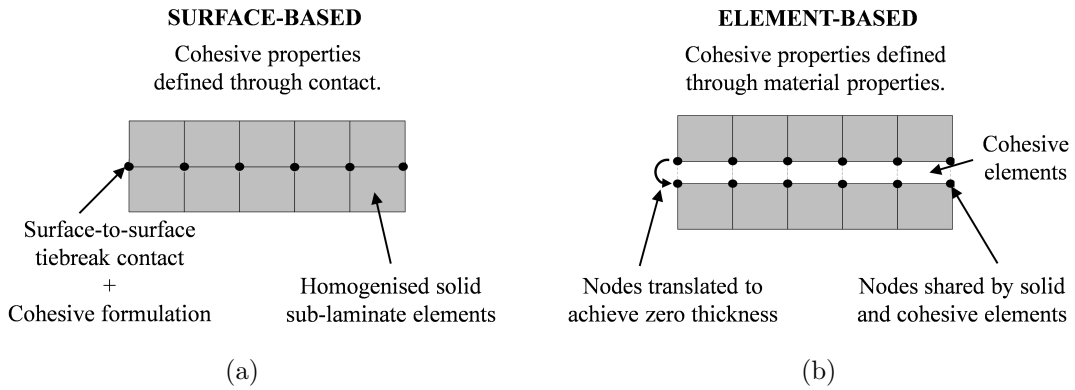 SURFACE-BASED
Cohesive properties
defined through contact.
Surface-to-surface
tiebreak contact
+
Cohesive formulation
Homogenised solid
sub-laminate elements
(a)
ELEMENT-BASED
Cohesive properties defined
through material properties.
Cohesive
elements
Nodes translated to
achieve zero thickness
Nodes shared by solid
and cohesive elements
(b)